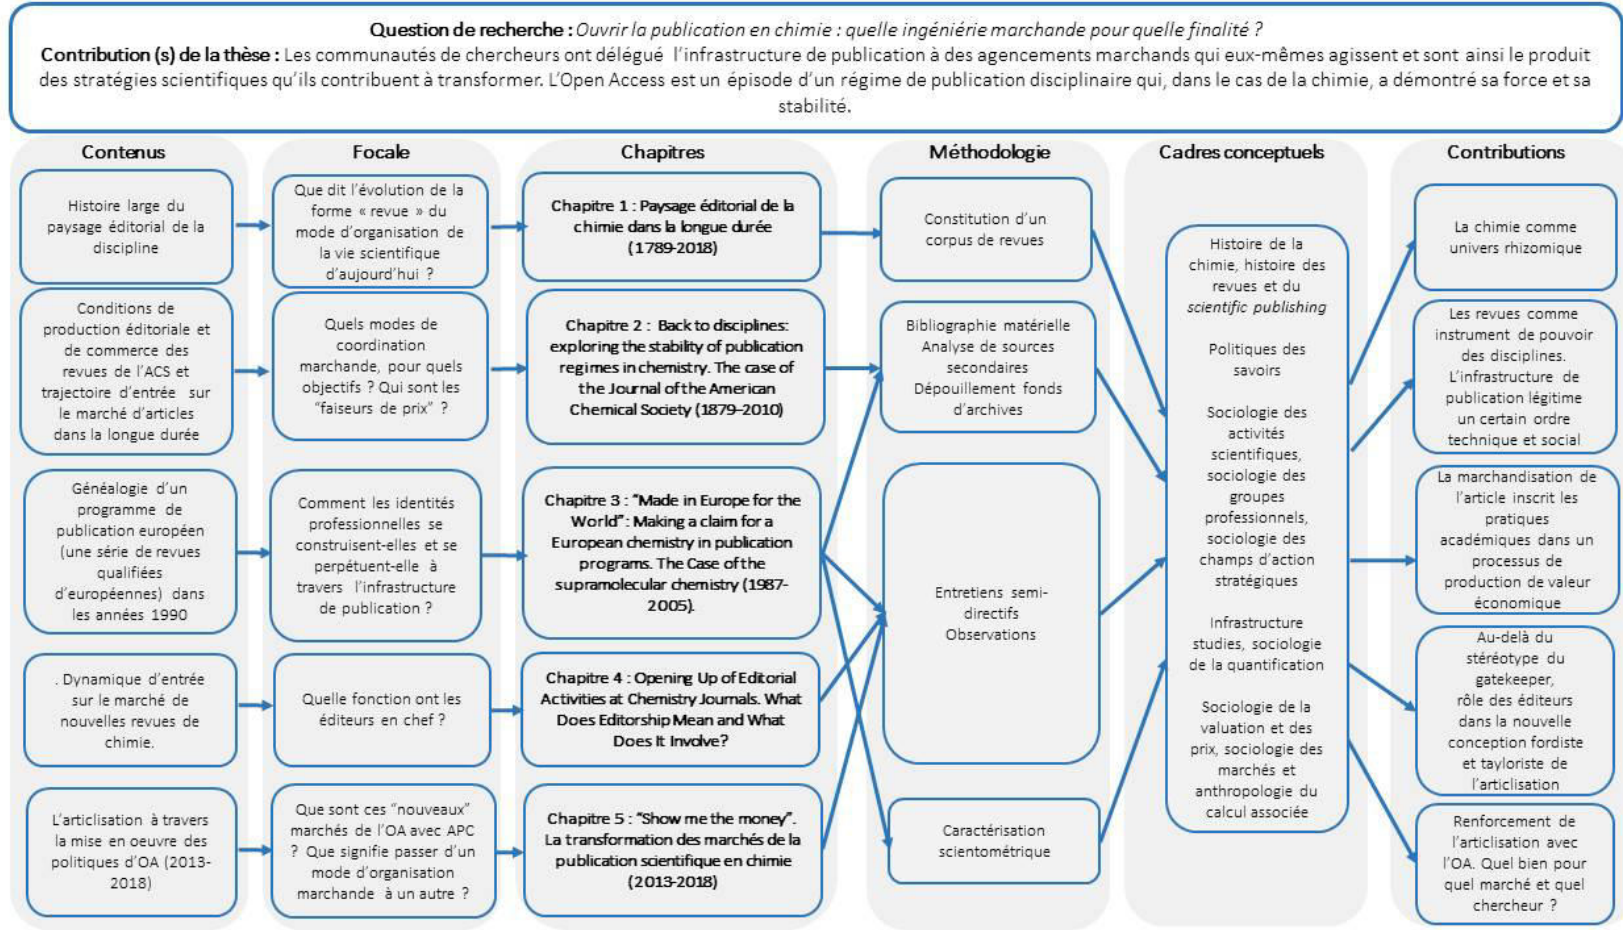 Question de recherche : Ouvrir la publication en chimie : quelle ingéniérie marchande pour quelle finalité ?
Contribution (s) de la thèse : Les communautés de chercheurs ont délégué l'infrastructure de publication à des agencements marchands qui eux-mêmes agissent et sont ainsi le produit
des stratégies scientifiques qu'ils contribuent à transformer. L'Open Access est un épisode d'un régime de publication disciplinaire qui, dans le cas de la chimie, a démontré sa force et sa
stabilité.
Contenus
Histoire large du
paysage éditorial de la
discipline
Conditions de
production éditoriale et
de commerce des
revues de l'ACS et
trajectoire d'entrée sur
le marché d'articles
dans la longue durée
Généalogie d'un
programme de
publication européen
(une série de revues
qualifiées
d'européennes) dans
les années 1990
. Dynamique d'entrée
sur le marché de
nouvelles revues de
chimie.
L'articlisation à travers
la mise en oeuvre des
politiques d'OA (2013-
2018)
Focale
Que dit l'évolution de la
forme « revue » du
mode d'organisation de
la vie scientifique
d'aujourd'hui ?
Quels modes de
coordination
marchande, pour quels
objectifs ? Qui sont les
"faiseurs de prix" ?
Comment les identités
professionnelles se
construisent-elles et se
perpétuent-elle à
travers l'infrastructure
de publication ?
Quelle fonction ont les
éditeurs en chef ?
Que sont ces "nouveaux"
marchés de l'OA avec APC
? Que signifie passer d'un
mode d'organisation
marchande à un autre ?
Chapitres
Chapitre 1 : Paysage éditorial de la
chimie dans la longue durée
(1789-2018)
Chapitre 2 : Back to disciplines:
exploring the stability of publication
regimes in chemistry. The case of
the Journal of the American
Chemical Society (1879–2010)
Chapitre 3 : "Made in Europe for the
World" : Making a claim for a
European chemistry in publication
programs. The Case of the
supramolecular chemistry (1987-
2005).
Chapitre 4 : Opening Up of Editorial
Activities at Chemistry Journals. What
Does Editorship Mean and What
Does It Involve?
Chapitre 5 : "Show me the money".
La transformation des marchés de la
publication scientifique en chimie
(2013-2018)
Méthodologie
Constitution d'un
corpus de revues
Bibliographie matérielle
Analyse de sources
secondaires
Dépouillement fonds
d'archives
Entretiens semi-
directifs
Observations
Caractérisation
scientométrique
Cadres conceptuels
Histoire de la
chimie, histoire des
revues et du
scientific publishing
Politiques des
savoirs
Sociologie des
activités
scientifiques,
sociologie des
groupes
professionnels,
sociologie des
champs d'action
stratégiques
Infrastructure
studies, sociologie
de la quantification
Sociologie de la
valuation et des
prix, sociologie des
marchés et
anthropologie du
calcul associée
Contributions
La chimie comme
univers rhizomique
Les revues comme
instrument de pouvoir
des disciplines.
L'infrastructure de
publication légitime
un certain ordre
technique et social
La marchandisation de
l'article inscrit les
pratiques
académiques dans un
processus de
production de valeur
économique
Au-delà du
stéréotype du
gatekeeper,
rôle des éditeurs
dans la nouvelle
conception fordiste
et tayloriste de
l'articlisation
Renforcement de
l'articlisation avec
l'OA. Quel bien pour
quel marché et quel
chercheur ?